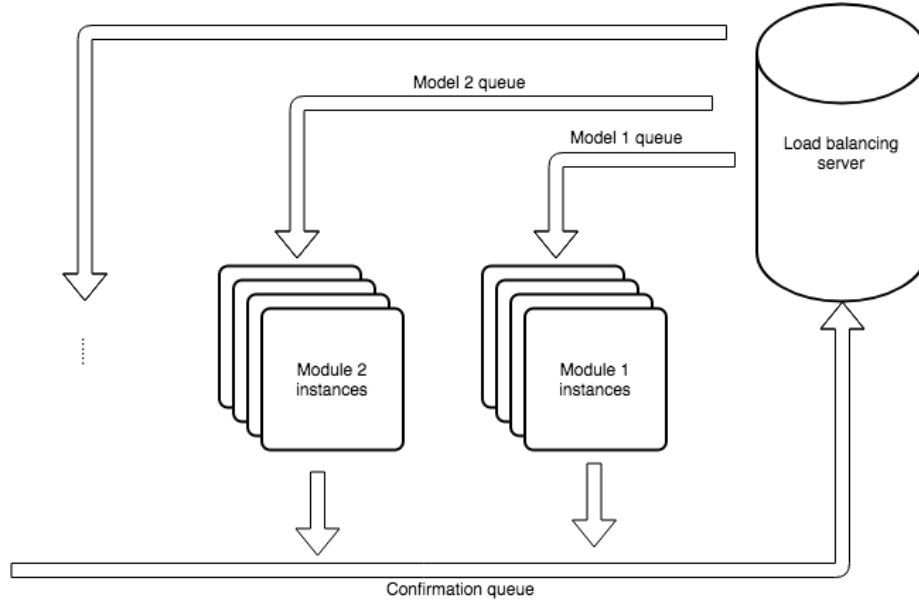 Model 2 queue
Model 1 queue
Load balancing
server
Module 2
instances
Module 1
instances
Confirmation queue